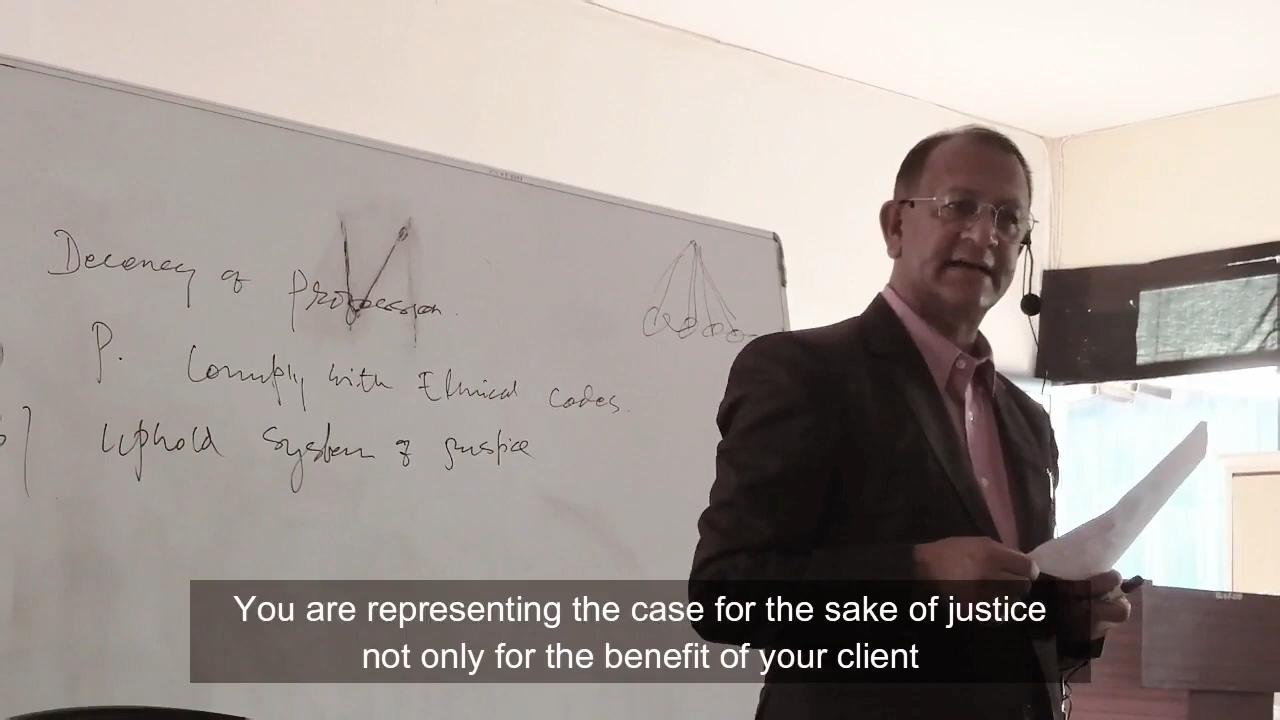 Decency of Profession.
P. Comply with Ethical codes.
Uphold System of Justice
You are representing the case for the sake of justice
not only for the benefit of your client